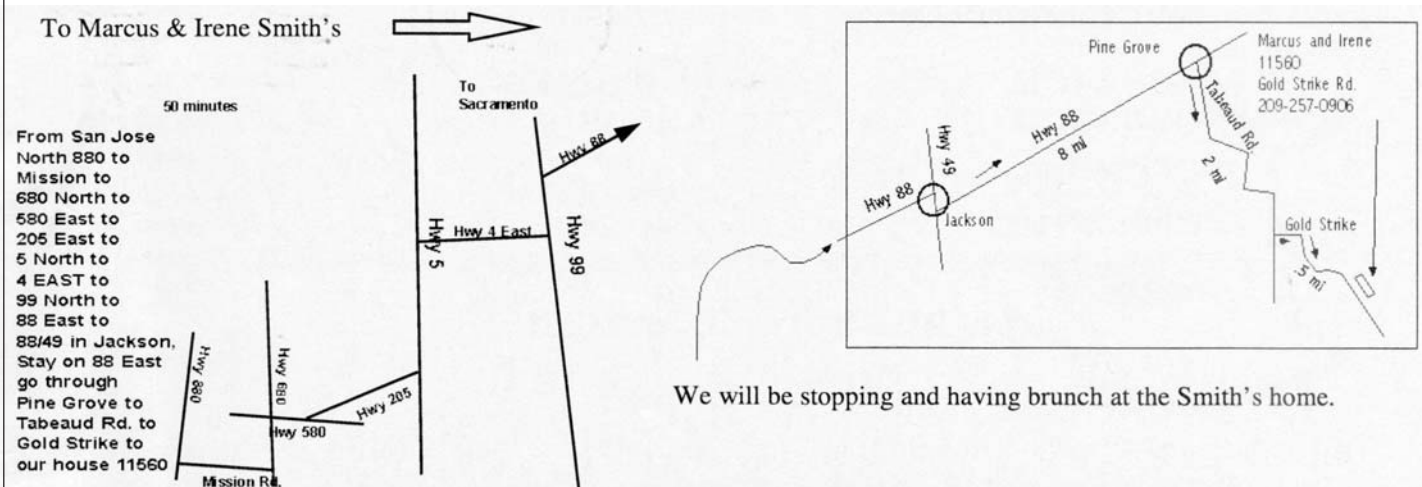 To Marcus & Irene Smith's
50 minutes
From San Jose
North 880 to
Mission to
680 North to
580 East to
205 East to
5 North to
4 EAST to
99 North to
88 East to
88/49 in Jackson,
Stay on 88 East
go through
Pine Grove to
Tabeaud Rd. to
Gold Strike to
our house 11560
Hwy 880
Hwy 680
Mission Rd.
Hwy 580
Hwy 205
Hwy 5
To
Sacramento
Hwy 4 East
Hwy 99
Hwy 88
Hwy 88
Hwy 49
Jackson
Hwy 88
8 mi
Pine Grove
Tabeaud Rd.
2 mi
Gold Strike
.5 mi
Marcus and Irene
11560
Gold Strike Rd.
209-257-0906
We will be stopping and having brunch at the Smith's home.